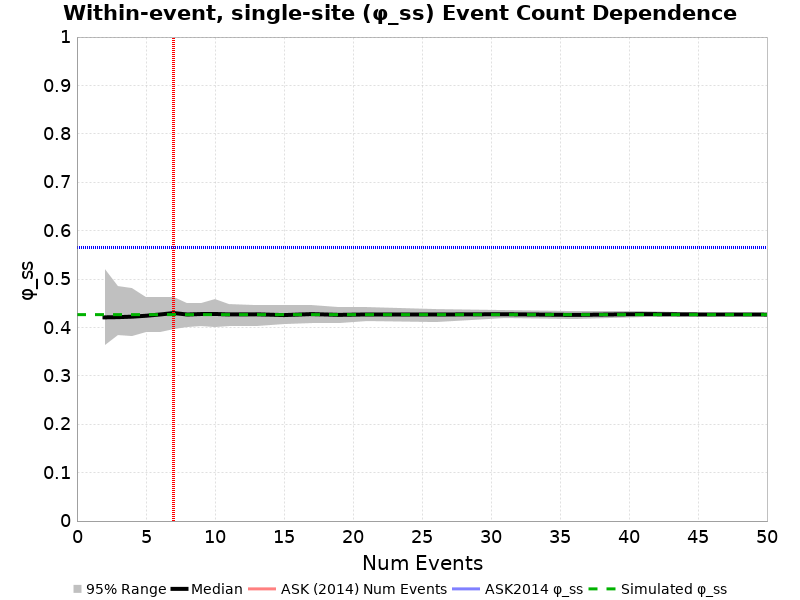 Within-event, single-site (φ_ss) Event Count Dependence
1
0.9
0.8
0.7
0.6
0.5
0.4
0.3
0.2
0.1
0
φ_ss
0 5 10 15 20 25 30 35 40 45 50
Num Events
95% Range Median ASK (2014) Num Events ASK2014 φ_ss Simulated φ_ss